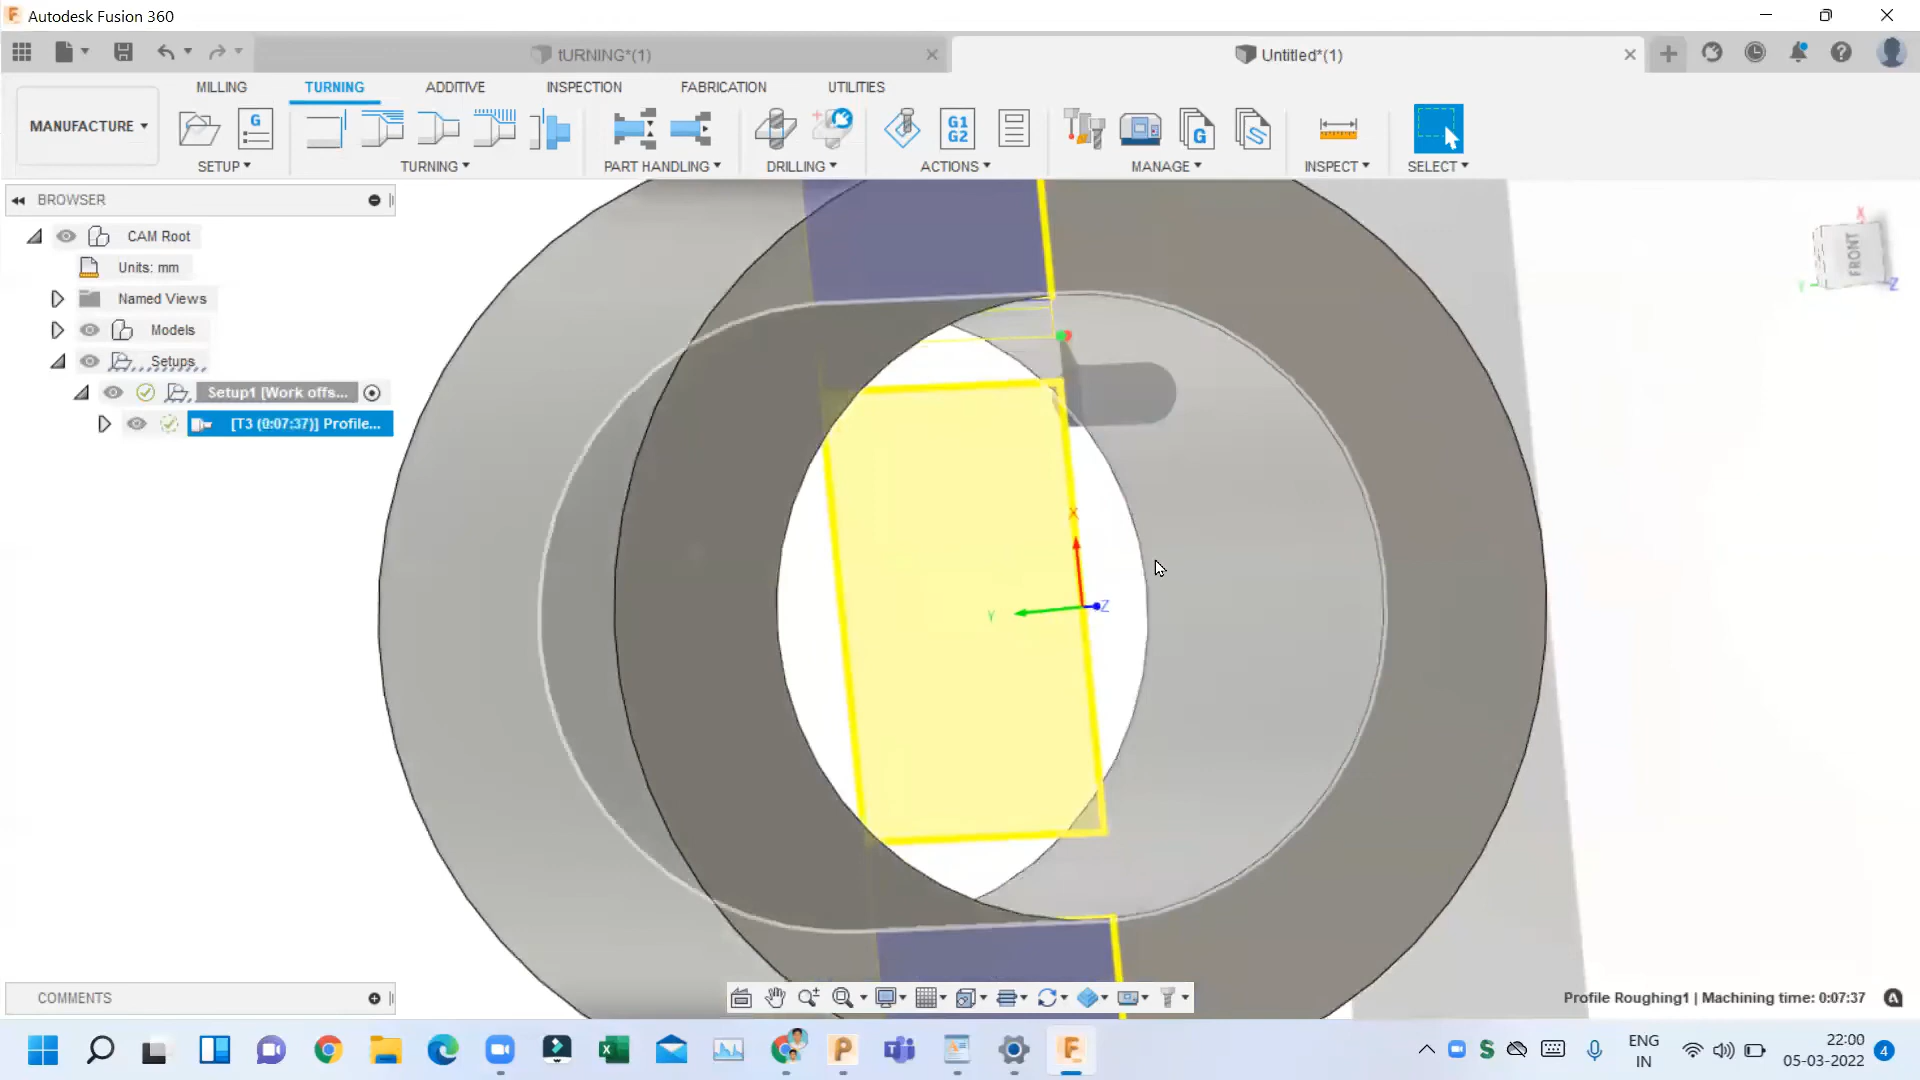 Autodesk Fusion 360
tURNING*(1)
Untitled*(1)
MILLING TURNING ADDITIVE INSPECTION FABRICATION UTILITIES
MANUFACTURE
G
G1
G2
G
SETUP TURNING PART HANDLING DRILLING ACTIONS MANAGE INSPECT SELECT
BROWSER
CAM Root
Units: mm
Named Views
Models
Setups
Setup1 [Work offs...
[T3 (0:07:37)] Profile...
X
FRONT
Y
Z
X
Y
Z
COMMENTS
Profile Roughing1 | Machining time: 0:07:37
ENG
IN
22:00
05-03-2022
4